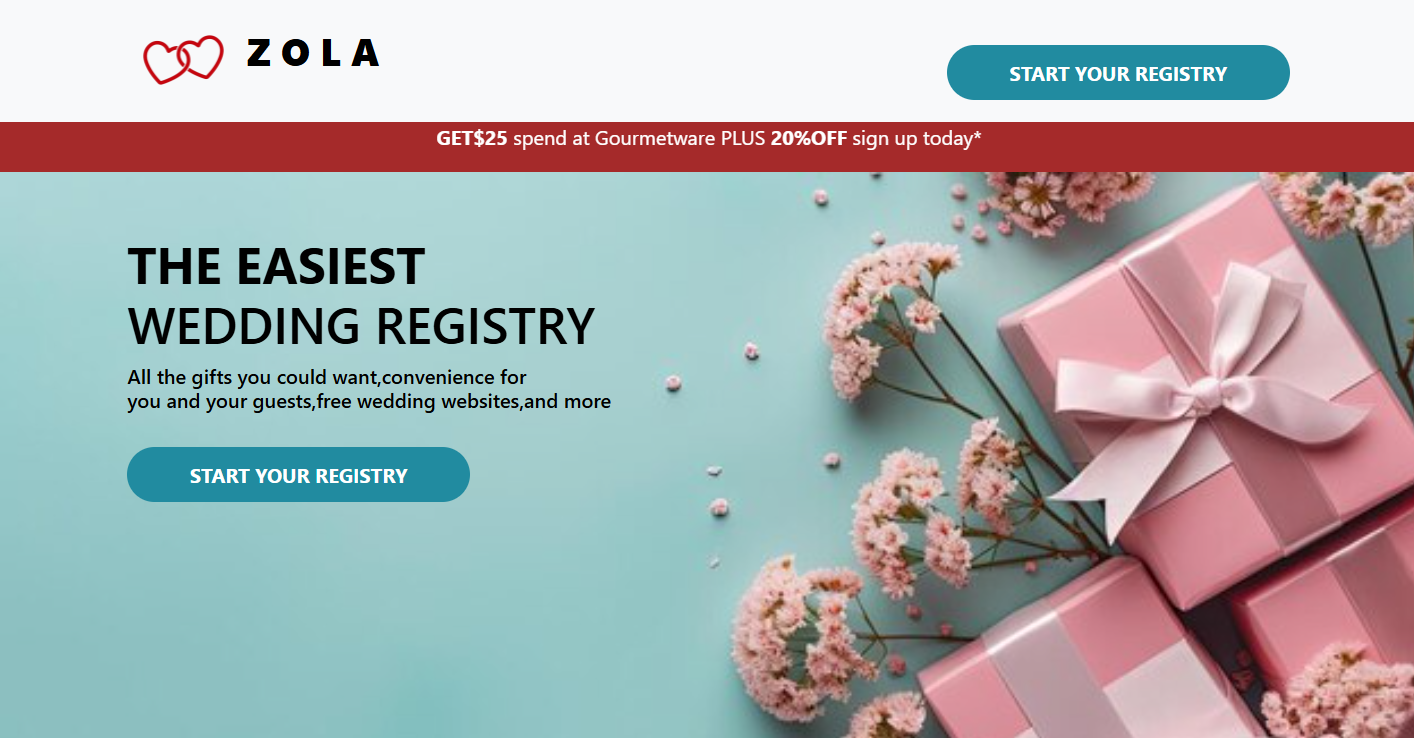 ZOLA
START YOUR REGISTRY
GET$25 spend at Gourmetware PLUS 20%OFF sign up today*
THE EASIEST
WEDDING REGISTRY
All the gifts you could want,convenience for
you and your guests,free wedding websites,and more
START YOUR REGISTRY